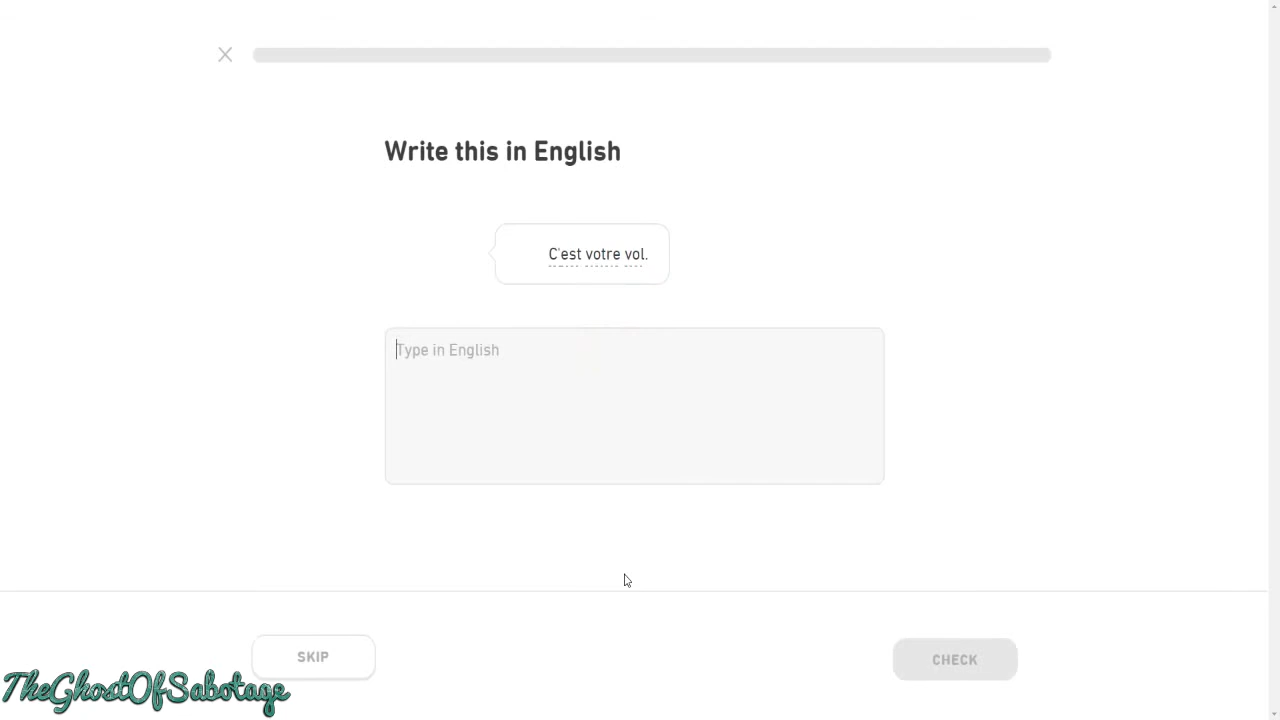 Write this in English
C'est votre vol.
Type in English
SKIP
CHECK
TheGhostOfSabotage